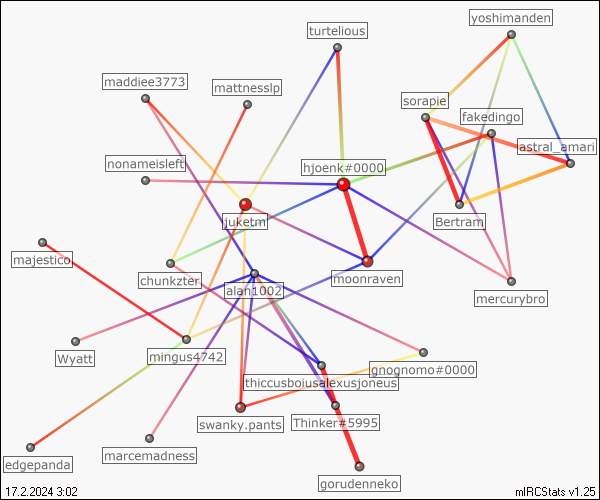 yoshimanden
turtelious
maddiee3773
mattnesslp
sorapie
fakedingo
astral_amari
nonameisleft
hjoenk#0000
juketm
Bertram
majestico
chunkzter
alan1002
moonraven
mercurybro
Wyatt
mingus4742
gnognomo#0000
thiccusboiusalexusjoneus
swanky.pants
Thinker#5995
edgepanda
marcemadness
gorudenneko
17.2.2024 3:02
mIRCStats v1.25